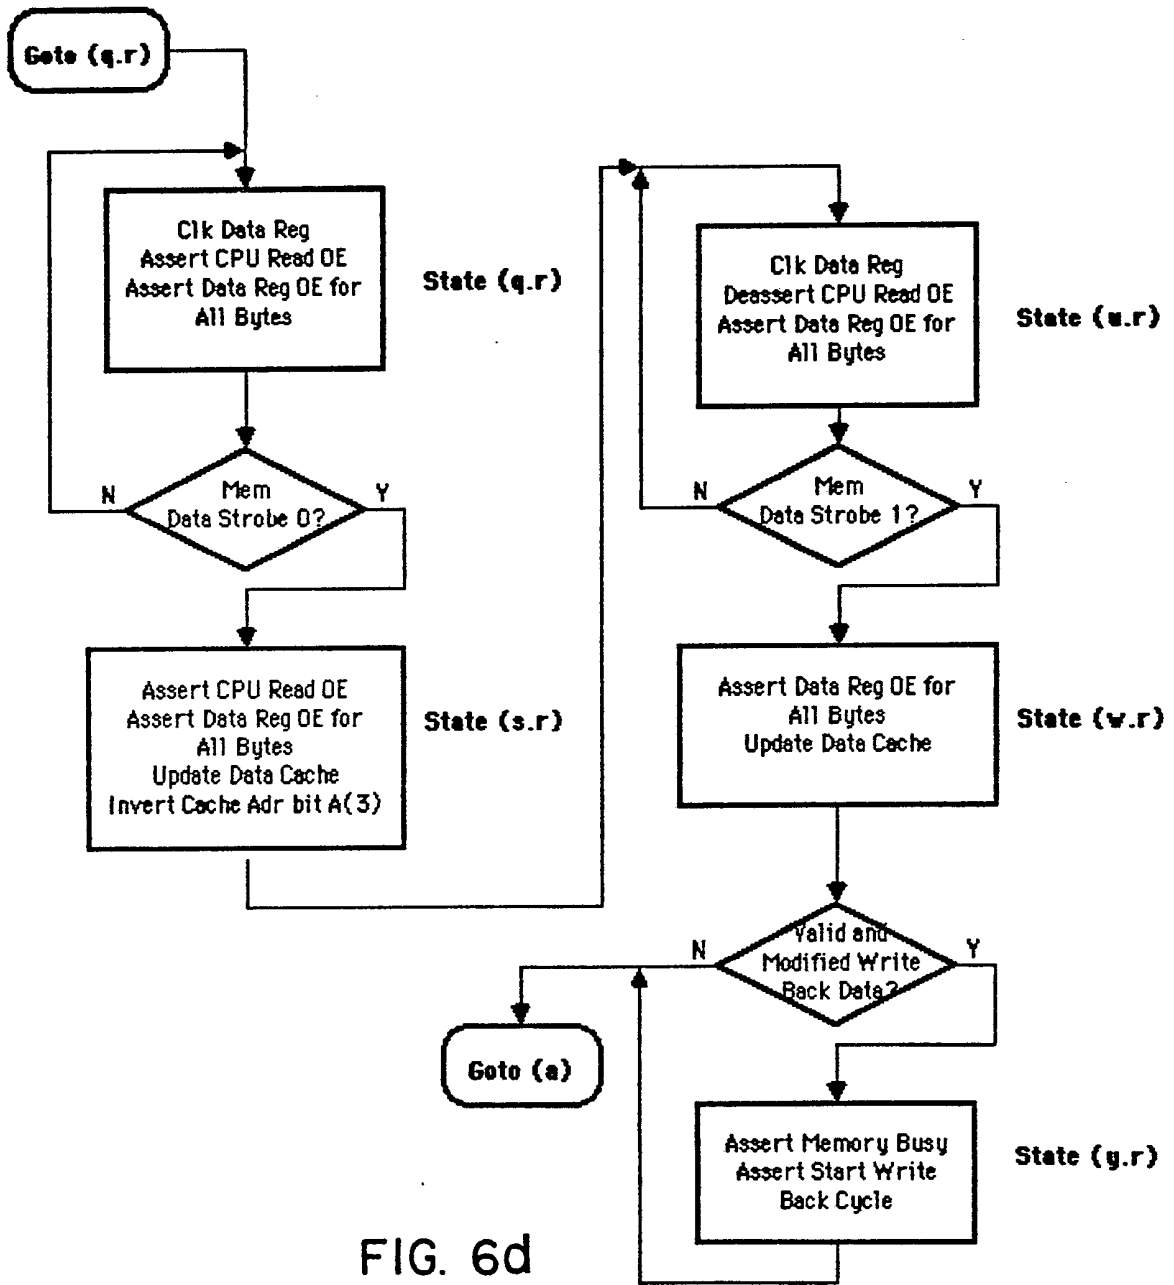 Goto (q.r)
Clk Data Reg
Assert CPU Read OE
Assert Data Reg OE for
All Bytes
State (q.r)
N
Mem
Data Strobe 0?
Y
Assert CPU Read OE
Assert Data Reg OE for
All Bytes
Update Data Cache
Invert Cache Adr bit A(3)
State (s.r)
Clk Data Reg
Deassert CPU Read OE
Assert Data Reg OE for
All Bytes
State (u.r)
N
Mem
Data Strobe 1?
Y
Assert Data Reg OE for
All Bytes
Update Data Cache
State (w.r)
N
Valid and
Modified Write
Back Data?
Y
Goto (a)
Assert Memory Busy
Assert Start Write
Back Cycle
State (y.r)
FIG. 6d